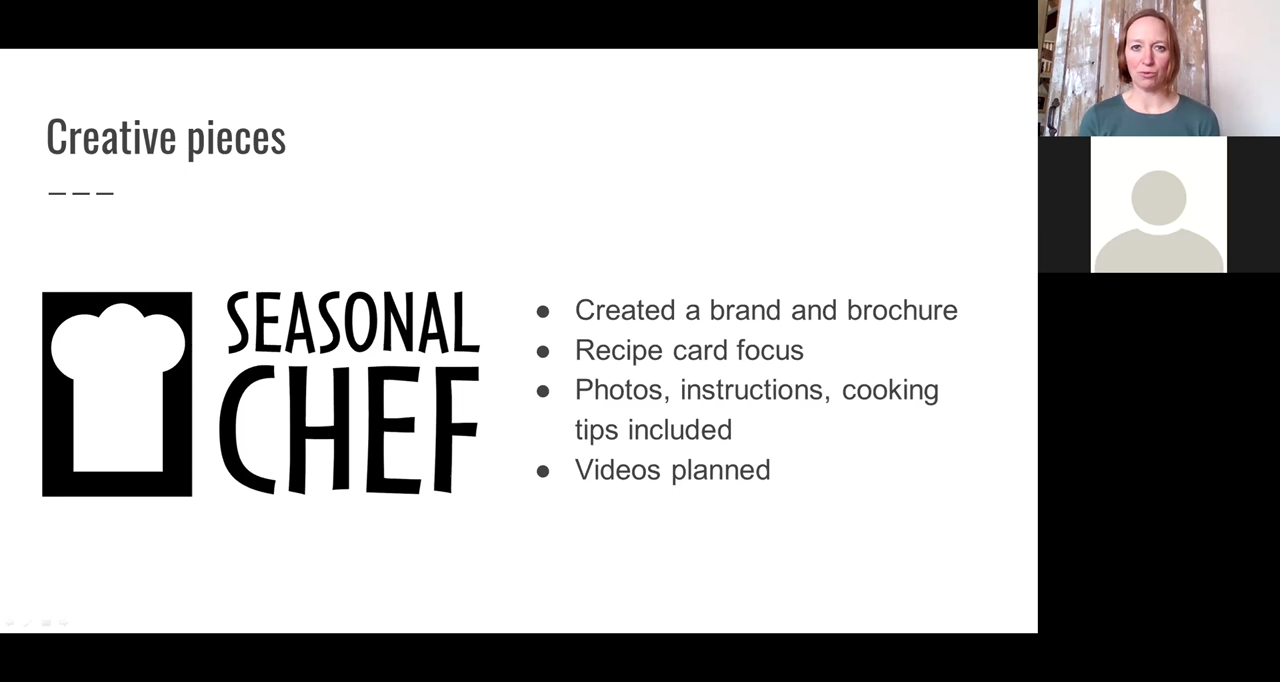 Creative pieces
SEASONAL
CHEF
● Created a brand and brochure
● Recipe card focus
● Photos, instructions, cooking
tips included
● Videos planned